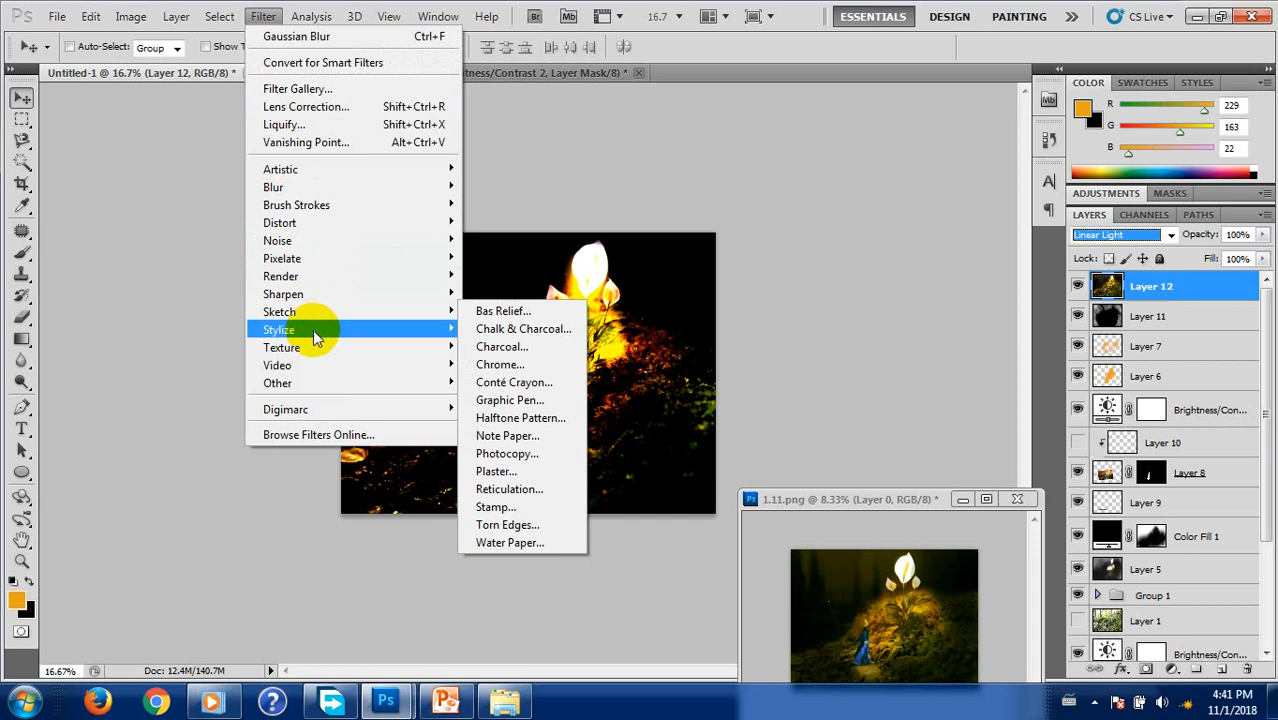 Ps File Edit Image Layer Select Filter Analysis 3D View Window Help Br Mb 16.7 ESSENTIALS DESIGN PAINTING CS Live
Auto-Select: Group Show T
Untitled-1 @ 16.7% (Layer 12, RGB/8) * htness/Contrast 2, Layer Mask/8) *
Gaussian Blur Ctrl+F
Convert for Smart Filters
Filter Gallery...
Lens Correction... Shift+Ctrl+R
Liquify... Shift+Ctrl+X
Vanishing Point... Alt+Ctrl+V
Artistic
Blur
Brush Strokes
Distort
Noise
Pixelate
Render
Sharpen
Sketch
Stylize
Texture
Video
Other
Digimarc
Browse Filters Online...
Bas Relief...
Chalk & Charcoal...
Charcoal...
Chrome...
Conté Crayon...
Graphic Pen...
Halftone Pattern...
Note Paper...
Photocopy...
Plaster...
Reticulation...
Stamp...
Torn Edges...
Water Paper...
Ps 1.11.png @ 8.33% (Layer 0, RGB/8) *
Mb
COLOR SWATCHES STYLES
R 229
G 163
B 22
ADJUSTMENTS MASKS
LAYERS CHANNELS PATHS
Linear Light Opacity: 100%
Lock: Fill: 100%
Layer 12
Layer 11
Layer 7
Layer 6
Brightness/Con...
Layer 10
Layer 8
Layer 9
Color Fill 1
Layer 5
Group 1
Layer 1
Brightness/Con...
fx
16.67% Doc: 12.4M/140.7M
Ps
4:41 PM
11/1/2018